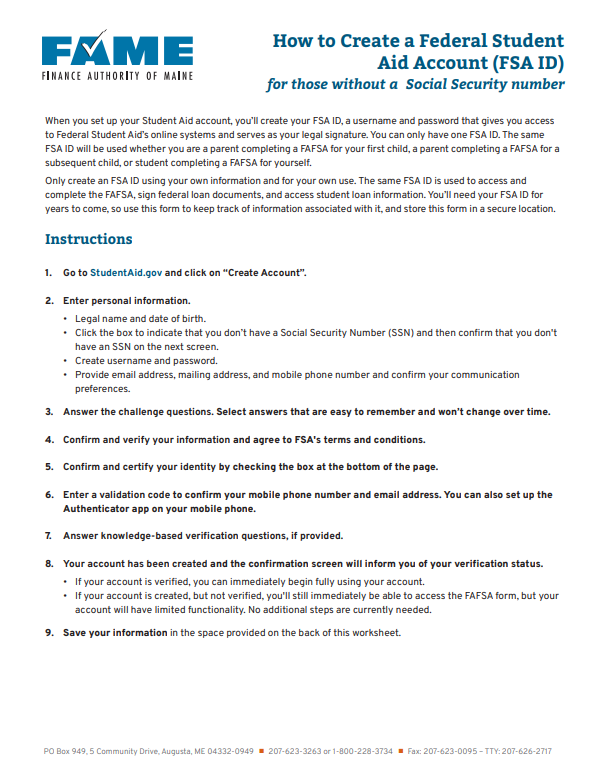 FAME
FINANCE AUTHORITY OF MAINE
How to Create a Federal Student
Aid Account (FSA ID)
for those without a Social Security number
When you set up your Student Aid account, you'll create your FSA ID, a username and password that gives you access
to Federal Student Aid's online systems and serves as your legal signature. You can only have one FSA ID. The same
FSA ID will be used whether you are a parent completing a FAFSA for your first child, a parent completing a FAFSA for a
subsequent child, or student completing a FAFSA for yourself.
Only create an FSA ID using your own information and for your own use. The same FSA ID is used to access and
complete the FAFSA, sign federal loan documents, and access student loan information. You'll need your FSA ID for
years to come, so use this form to keep track of information associated with it, and store this form in a secure location.
Instructions
1. Go to StudentAid.gov and click on “Create Account”.
2. Enter personal information.
• Legal name and date of birth.
• Click the box to indicate that you don't have a Social Security Number (SSN) and then confirm that you don't
have an SSN on the next screen.
• Create username and password.
• Provide email address, mailing address, and mobile phone number and confirm your communication
preferences.
3. Answer the challenge questions. Select answers that are easy to remember and won't change over time.
4. Confirm and verify your information and agree to FSA's terms and conditions.
5. Confirm and certify your identity by checking the box at the bottom of the page.
6. Enter a validation code to confirm your mobile phone number and email address. You can also set up the
Authenticator app on your mobile phone.
7. Answer knowledge-based verification questions, if provided.
8. Your account has been created and the confirmation screen will inform you of your verification status.
• If your account is verified, you can immediately begin fully using your account.
• If your account is created, but not verified, you'll still immediately be able to access the FAFSA form, but your
account will have limited functionality. No additional steps are currently needed.
9. Save your information in the space provided on the back of this worksheet.
PO Box 949, 5 Community Drive, Augusta, ME 04332-0949 ■ 207-623-3263 or 1-800-228-3734 ■ Fax: 207-623-0095 – TTY: 207-626-2717